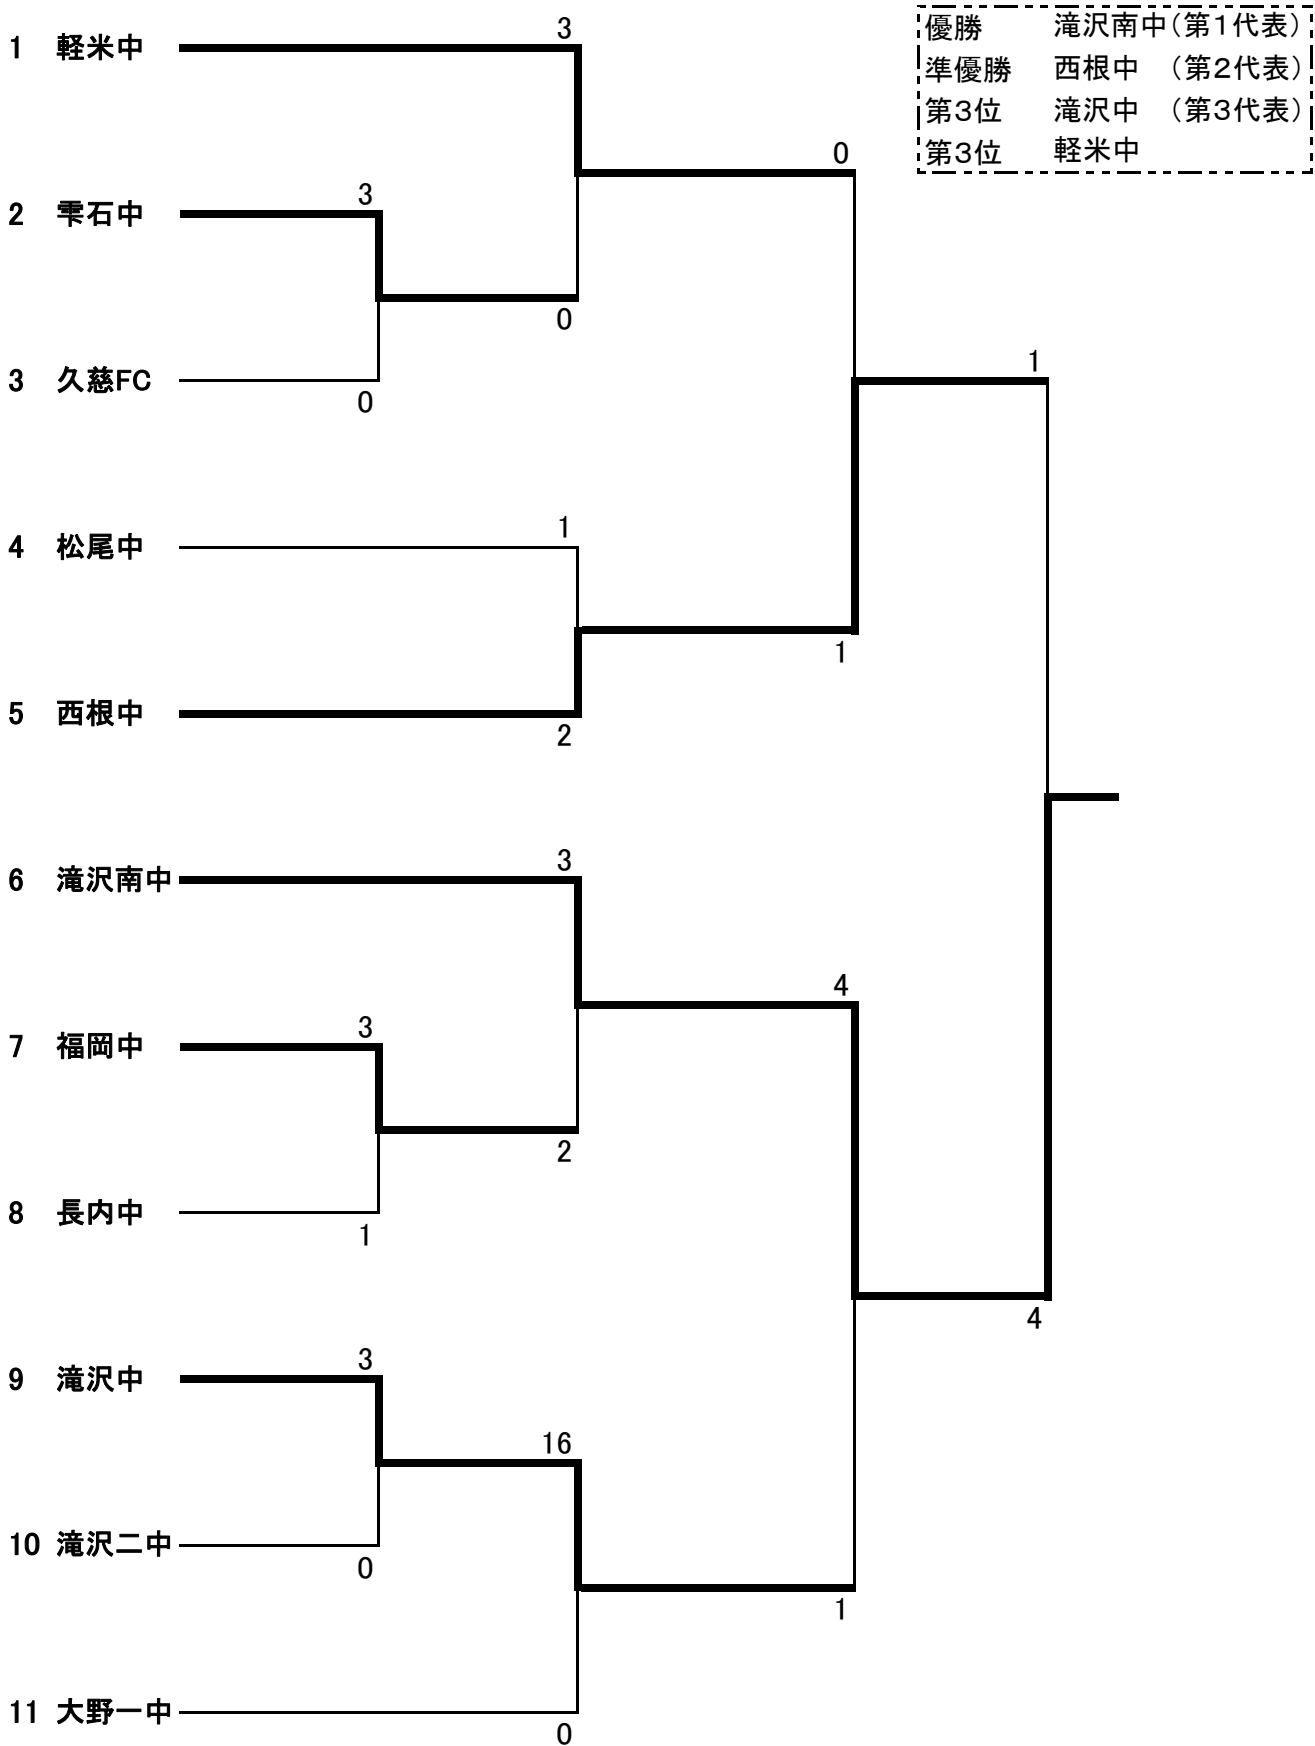 優勝 滝沢南中(第1代表)
準優勝 西根中 (第2代表)
第3位 滝沢中 (第3代表)
第3位 軽米中
3
1 軽米中
0
3
2 雫石中
0
1
3 久慈FC
0
1
4 松尾中
1
5 西根中
2
3
6 滝沢南中
4
3
7 福岡中
2
8 長内中
1
4
3
9 滝沢中
16
10 滝沢二中
0
1
11 大野一中
0